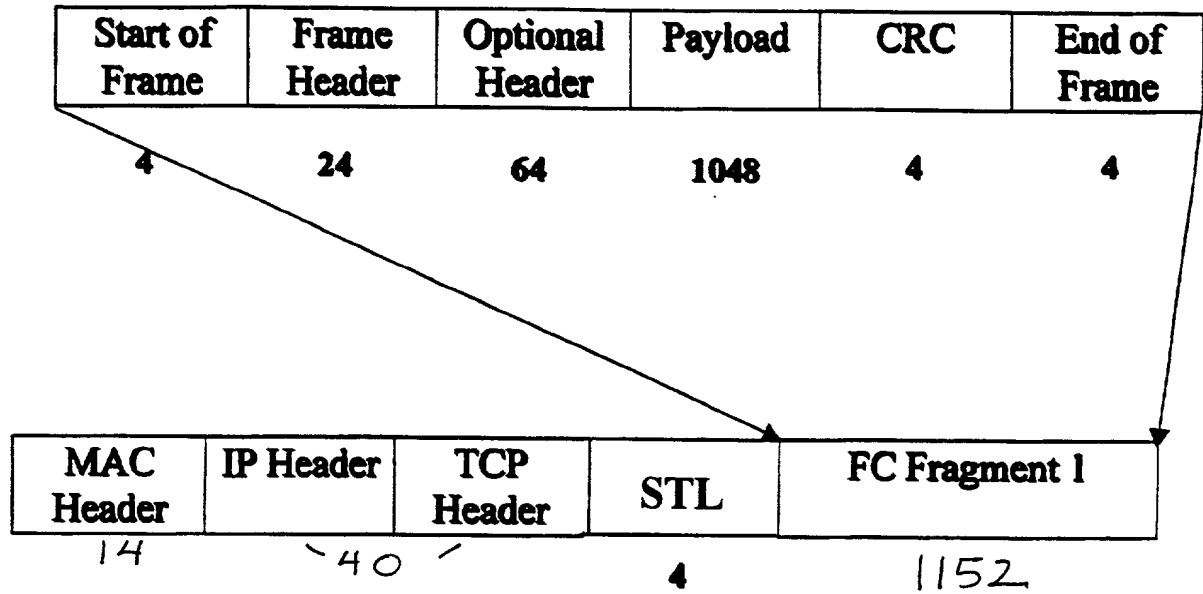 Start of Frame Optional Payload CRC End of
Frame Header Header Frame
4 24 64 1048 4 4
MAC IP Header TCP STL FC Fragment 1
Header Header
14 40 4 1152